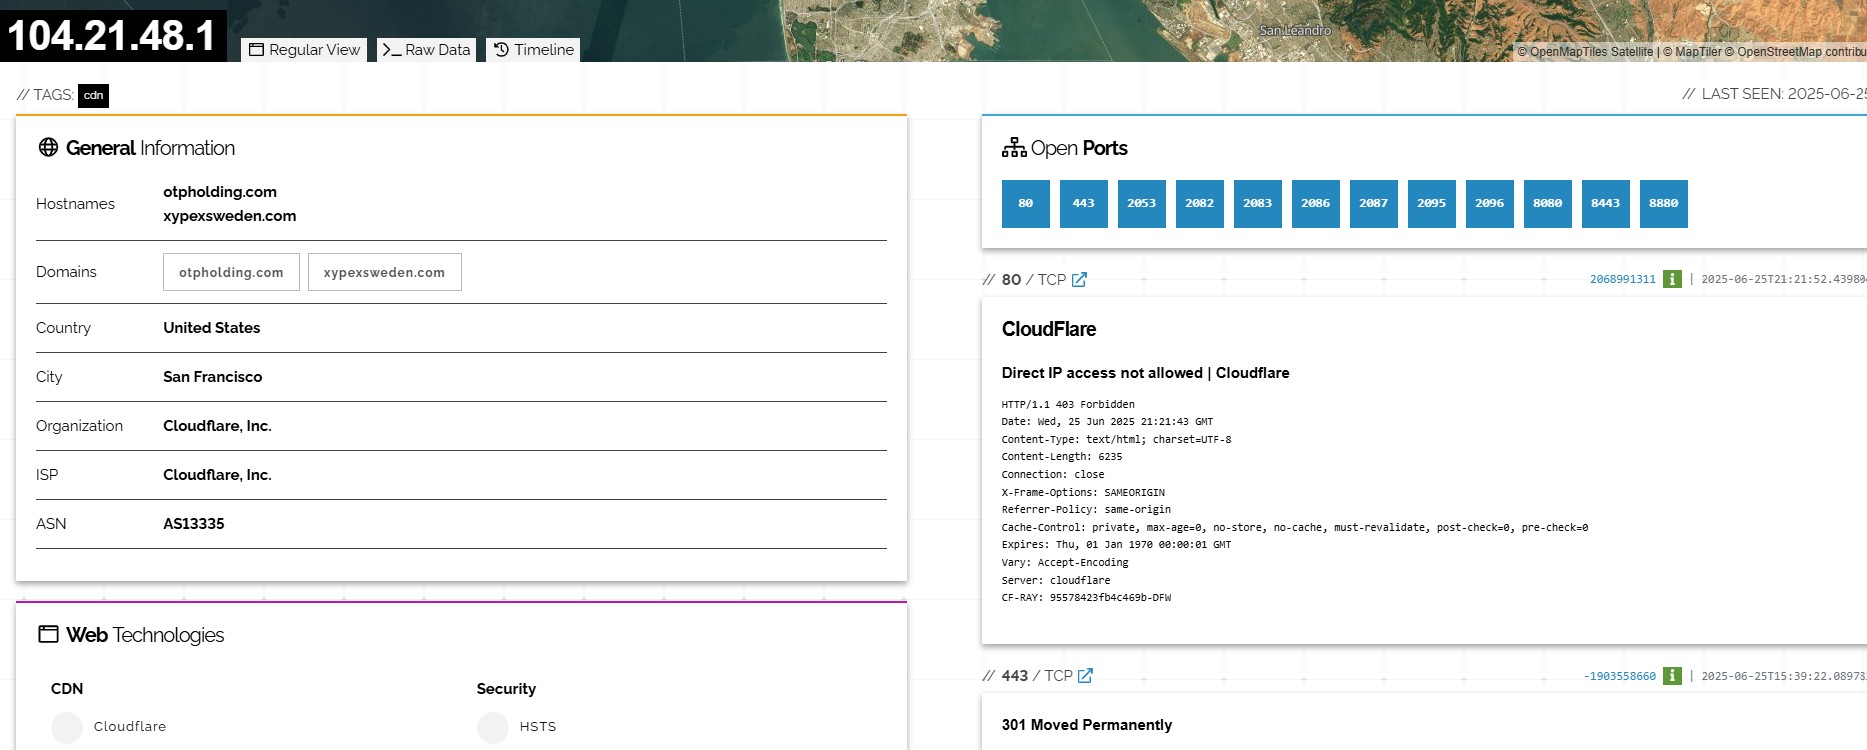 San Leandro
104.21.48.1
Regular View
Raw Data
Timeline
© OpenMapTiles Satellite | © MapTiler © OpenStreetMap contribu
// TAGS: cdn
// LAST SEEN: 2025-06-25
General Information
Hostnames
otpholding.com
xypexsweden.com
Domains
otpholding.com
xypexsweden.com
Country
United States
City
San Francisco
Organization
Cloudflare, Inc.
ISP
Cloudflare, Inc.
ASN
AS13335
Web Technologies
CDN
Cloudflare
Security
HSTS
Open Ports
80 443 2053 2082 2083 2086 2087 2095 2096 8080 8443 8880
// 80 / TCP
2068991311 i | 2025-06-25T21:21:52.43980
CloudFlare
Direct IP access not allowed | Cloudflare
HTTP/1.1 403 Forbidden
Date: Wed, 25 Jun 2025 21:21:43 GMT
Content-Type: text/html; charset=UTF-8
Content-Length: 6235
Connection: close
X-Frame-Options: SAMEORIGIN
Referrer-Policy: same-origin
Cache-Control: private, max-age=0, no-store, no-cache, must-revalidate, post-check=0, pre-check=0
Expires: Thu, 01 Jan 1970 00:00:01 GMT
Vary: Accept-Encoding
Server: cloudflare
CF-RAY: 95578423fb4c469b-DFW
// 443 / TCP
-1903558660 i | 2025-06-25T15:39:22.08978
301 Moved Permanently